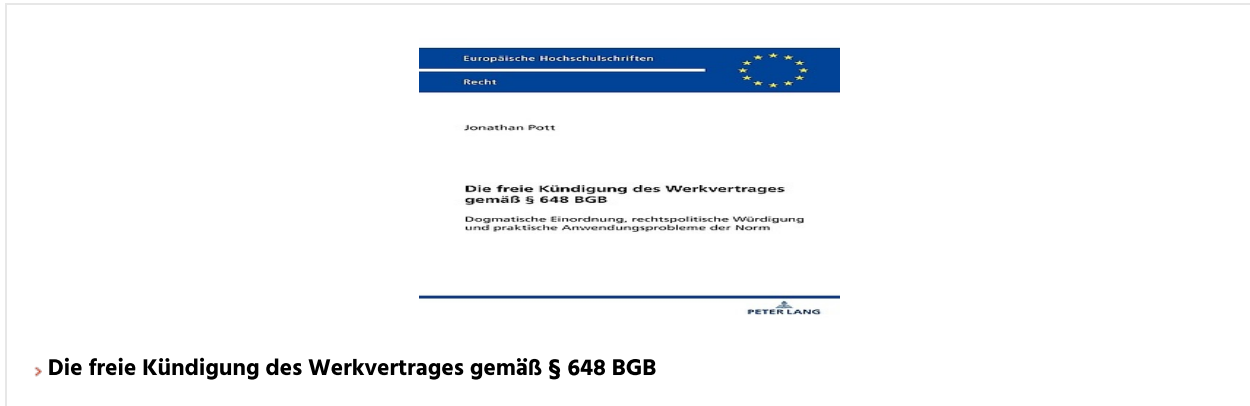 Europäische Hochschulschriften
Recht
Jonathan Pott
Die freie Kündigung des Werkvertrages
gemäß § 648 BGB
Dogmatische Einordnung, rechtspolitische Würdigung
und praktische Anwendungsprobleme der Norm
PETER LANG
Die freie Kündigung des Werkvertrages gemäß § 648 BGB